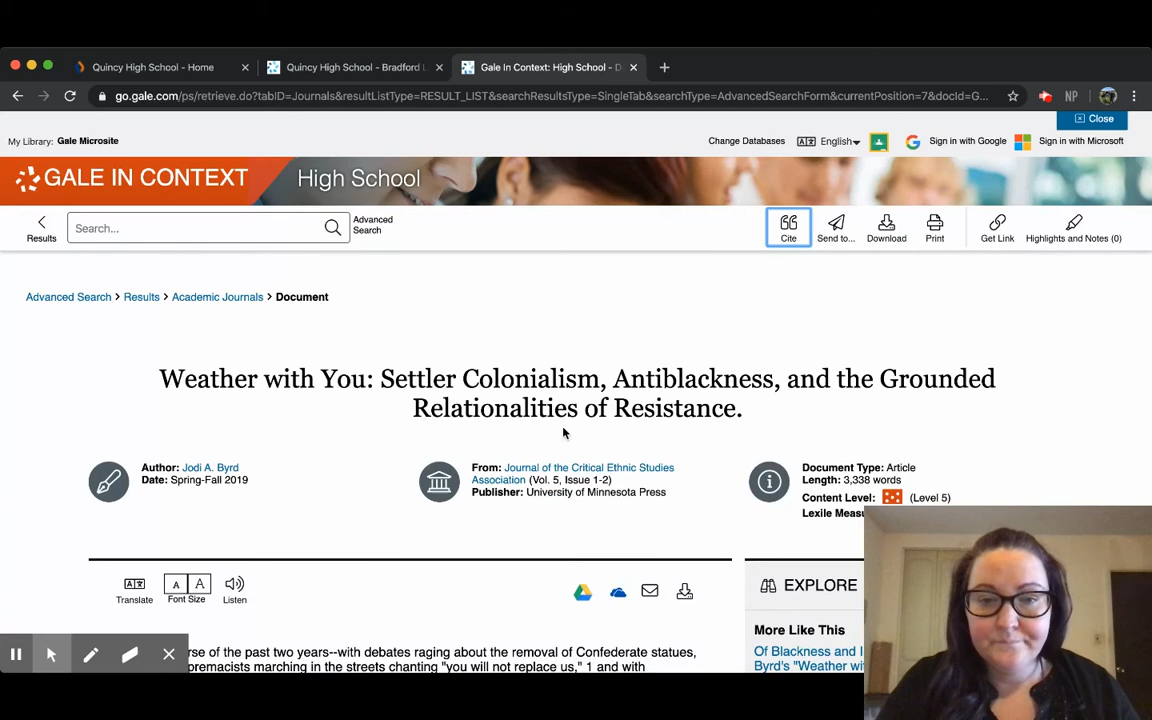 Quincy High School - Home
Quincy High School - Bradford L
Gale In Context: High School - D
go.gale.com/ps/retrieve.do?tabID=Journals&resultListType=RESULT_LIST&searchResultsType=SingleTab&searchType=AdvancedSearchForm&currentPosition=7&docId=G...
NP
Close
My Library: Gale Microsite
Change Databases
English
Sign in with Google
Sign in with Microsoft
GALE IN CONTEXT
High School
Results
Search...
Advanced
Search
Cite
Send to...
Download
Print
Get Link
Highlights and Notes (0)
Advanced Search > Results > Academic Journals > Document
Weather with You: Settler Colonialism, Antiblackness, and the Grounded
Relationalities of Resistance.
Author: Jodi A. Byrd
Date: Spring-Fall 2019
From: Journal of the Critical Ethnic Studies
Association (Vol. 5, Issue 1-2)
Publisher: University of Minnesota Press
Document Type: Article
Length: 3,338 words
Content Level: (Level 5)
Lexile Measu
Translate
A A
Font Size
Listen
EXPLORE
More Like This
Of Blackness and I
Byrd's "Weather wi
rse of the past two years--with debates raging about the removal of Confederate statues,
premacists marching in the streets chanting "you will not replace us," 1 and with